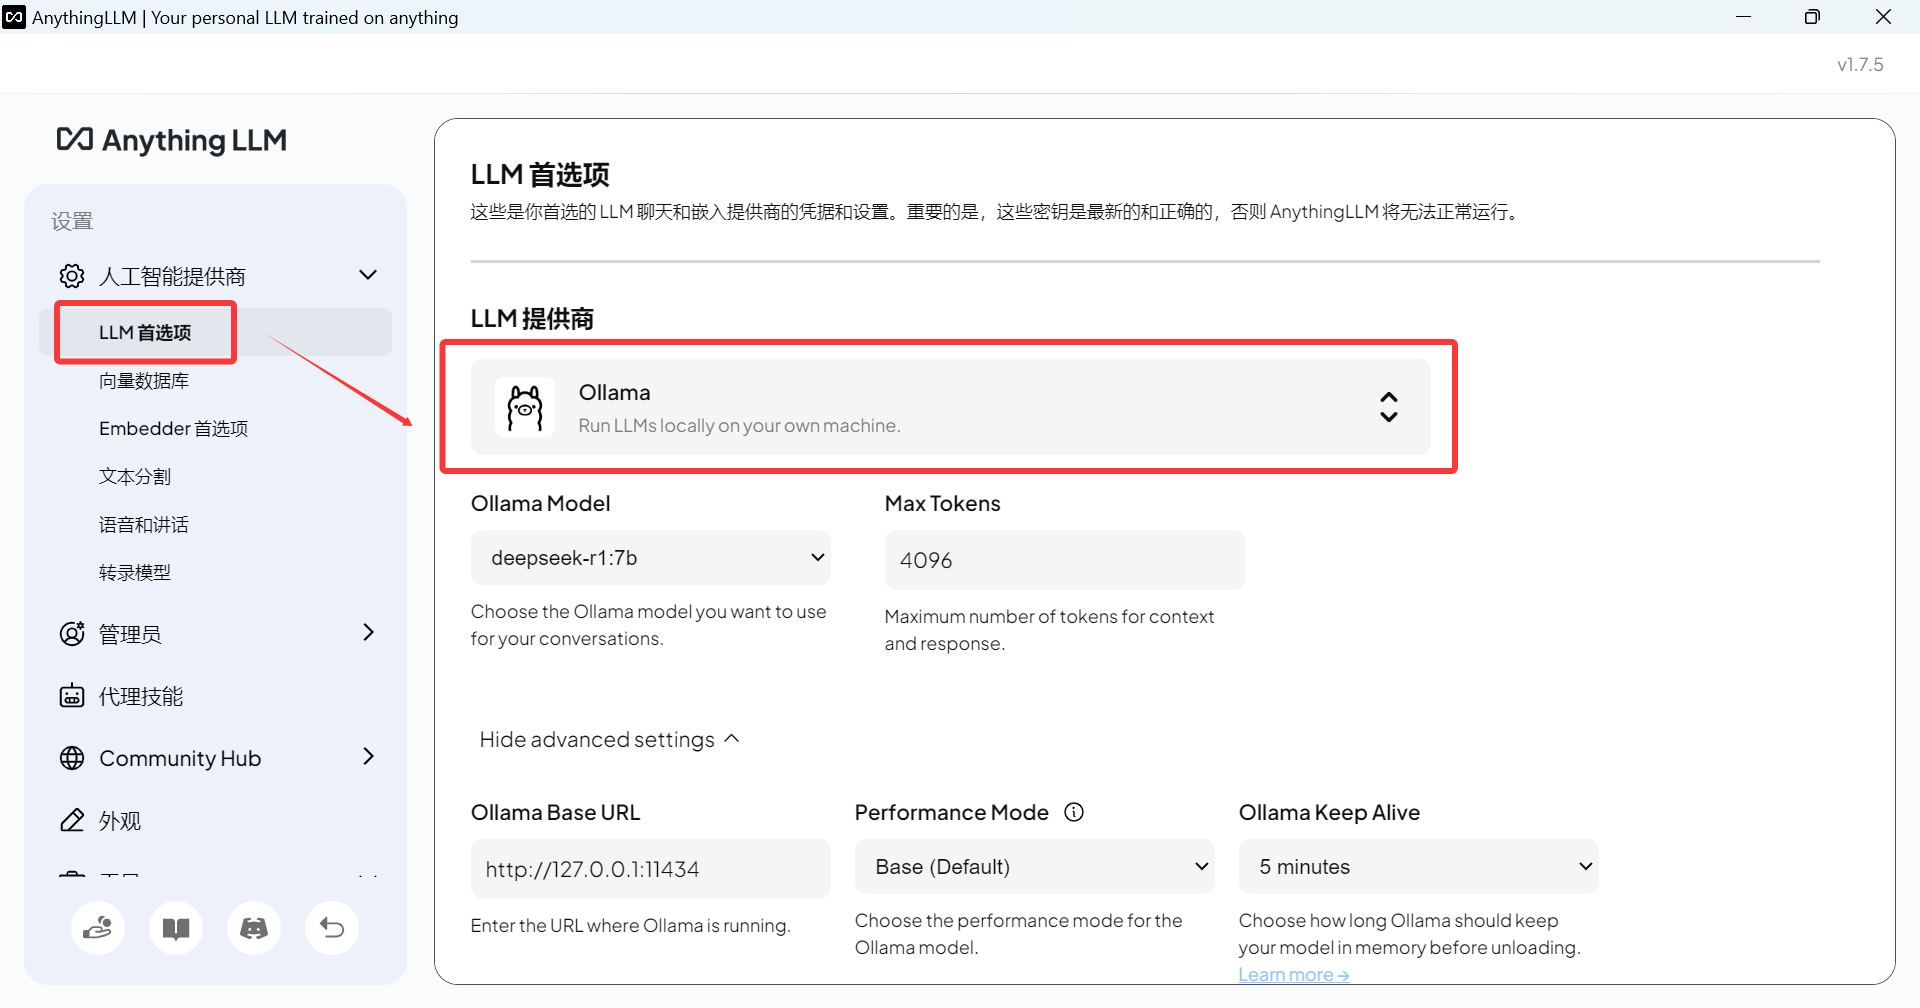 AnythingLLM | Your personal LLM trained on anything
v1.7.5
Anything LLM
设置
人工智能提供商
LLM 首选项
向量数据库
Embedder 首选项
文本分割
语音和讲话
转录模型
管理员
代理技能
Community Hub
外观
LLM 首选项
这些是你首选的 LLM 聊天和嵌入提供商的凭据和设置。重要的是，这些密钥是最新的和正确的，否则 AnythingLLM 将无法正常运行。
LLM 提供商
Ollama
Run LLMs locally on your own machine.
Ollama Model
Max Tokens
deepseek-r1:7b
4096
Choose the Ollama model you want to use
for your conversations.
Maximum number of tokens for context
and response.
Hide advanced settings
Ollama Base URL
Performance Mode
Ollama Keep Alive
http://127.0.0.1:11434
Base (Default)
5 minutes
Enter the URL where Ollama is running.
Choose the performance mode for the
Ollama model.
Choose how long Ollama should keep
your model in memory before unloading.
Learn more →